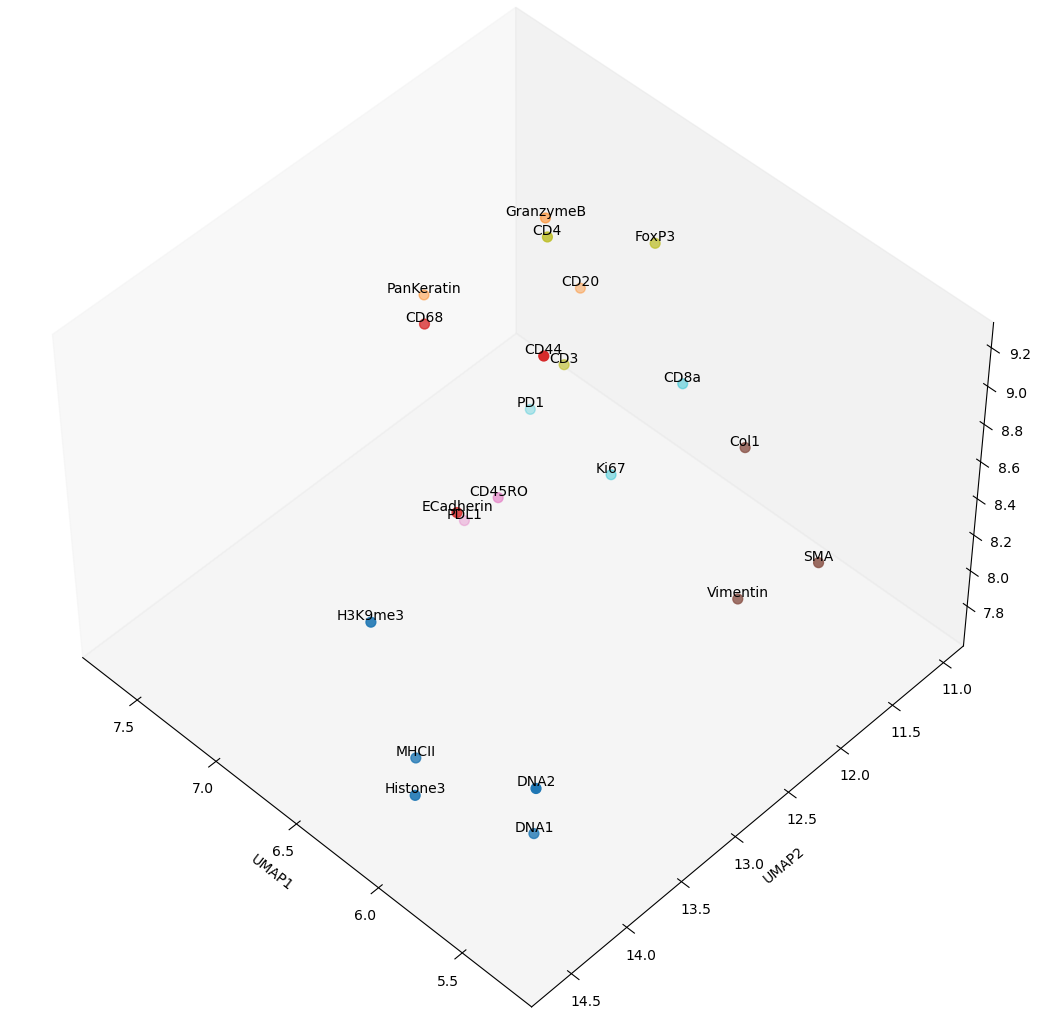 GranzymeB
CD4
FoxP3
CD20
PanKeratin
CD68
CD44
CD3
CD8a
PD1
Col1
Ki67
CD45RO
ECadherin
PDL1
SMA
Vimentin
H3K9me3
MHCII
Histone3
DNA2
DNA1
9.2
9.0
8.8
8.6
8.4
8.2
8.0
7.8
11.0
11.5
12.0
12.5
13.0
13.5
14.0
14.5
UMAP2
7.5
7.0
6.5
6.0
5.5
UMAP1